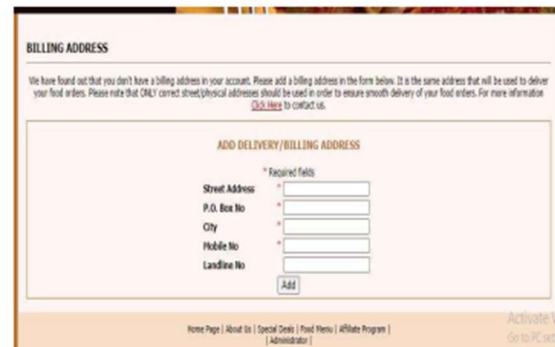 BILLING ADDRESS
We have found out that you don't have a billing address in your account. Please add a billing address in the form below. It is the same address that will be used to deliver
your food orders. Please note that ONLY correct street/physical addresses should be used in order to ensure smooth delivery of your food orders. For more information
Click Here to contact us.
ADD DELIVERY/BILLING ADDRESS
* Required fields
Street Address *
P.O. Box No *
City *
Mobile No *
Landline No
Add
Home Page | About Us | Special Deals | Food Menu | Affiliate Program |
| Administrator |
Activate
Go to PC